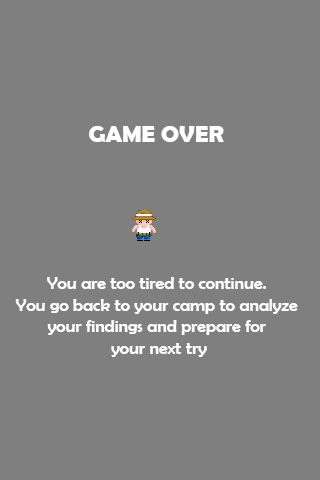 GAME OVER
You are too tired to continue.
You go back to your camp to analyze
your findings and prepare for
your next try